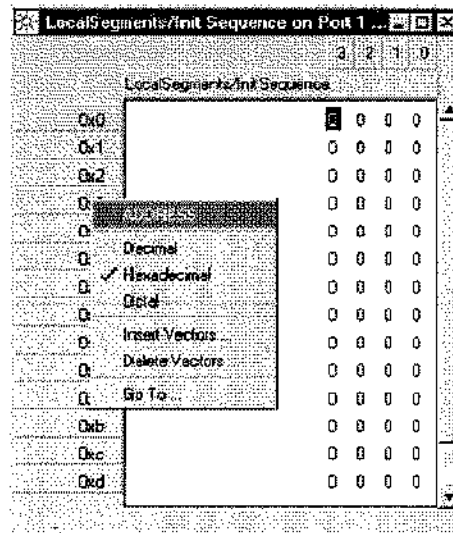 LocalSegments/Init Sequence on Port 1 ...
3 2 1 0
LocalSegments/Init Sequence
0x0 0 0 0 0
0x1 0 0 0 0
0x2 0 0 0 0
0x 0 0 0 0
ADDRESS
0 0 0 0
Decimal
0 0 0 0
Hexadecimal
0 0 0 0
Octal
0 0 0 0
Insert Vectors ...
0 0 0 0
Delete Vectors
0 0 0 0
Go To ...
0 0 0 0
0xb 0 0 0 0
0xc 0 0 0 0
0xd 0 0 0 0